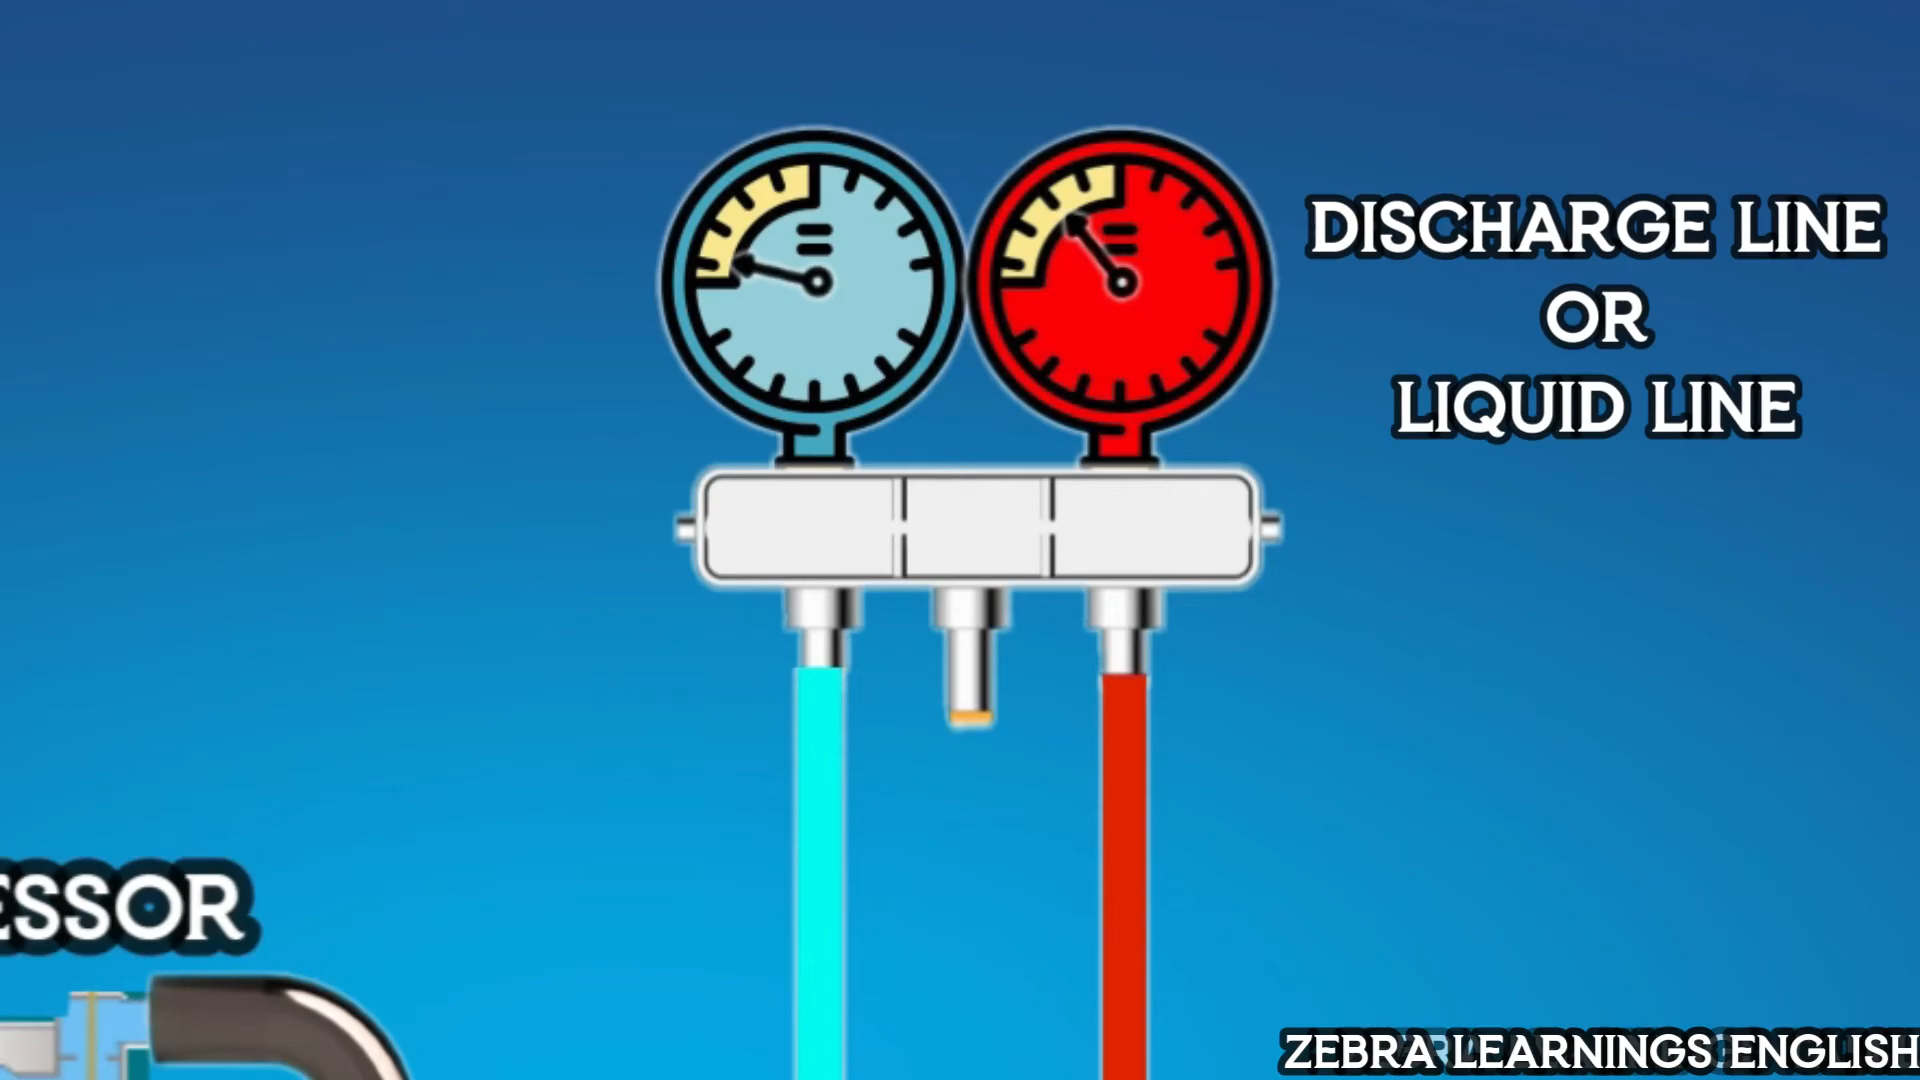 DISCHARGE LINE
OR
LIQUID LINE
ESSOR
ZEBRA LEARNINGS ENGLISH